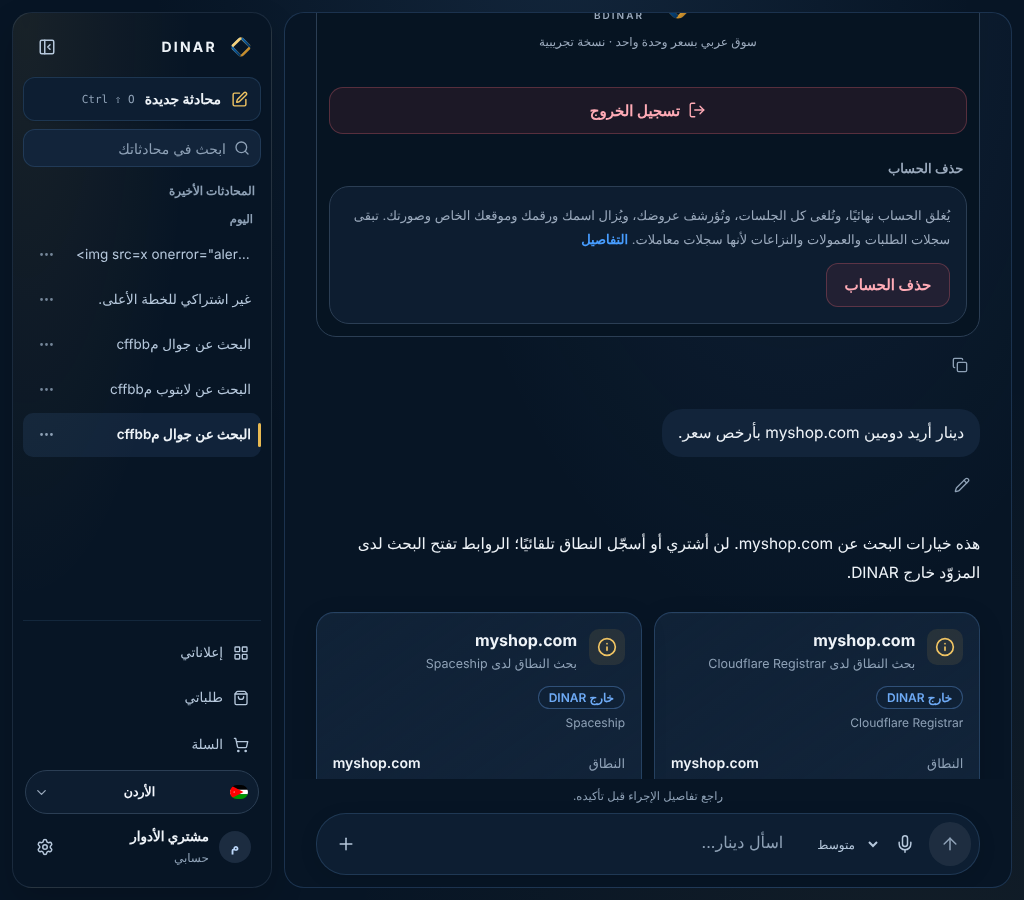 DINAR
محادثة جديدة
Ctrl ⇧ O
ابحث في محادثاتك
المحادثات الأخيرة
اليوم
<img src=x onerror="aler...
غير اشتراكي للخطة الأعلى.
البحث عن جوال مcffbb
البحث عن لابتوب مcffbb
البحث عن جوال مcffbb
إعلاناتي
طلباتي
السلة
الأردن
م
مشتري الأدوار
حسابي
BDINAR
سوق عربي بسعر وحدة واحد · نسخة تجريبية
تسجيل الخروج
حذف الحساب
يُغلق الحساب نهائيًا، وتُلغى كل الجلسات، وتُؤرشف عروضك، ويُزال اسمك ورقمك وموقعك الخاص وصورتك. تبقى
سجلات الطلبات والعمولات والنزاعات لأنها سجلات معاملات. التفاصيل
حذف الحساب
دينار أريد دومين myshop.com بأرخص سعر.
هذه خيارات البحث عن myshop.com. لن أشتري أو أسجّل النطاق تلقائيًا؛ الروابط تفتح البحث لدى
المزوّد خارج DINAR.
myshop.com
بحث النطاق لدى Cloudflare Registrar
خارج DINAR
Cloudflare Registrar
النطاق
myshop.com
myshop.com
بحث النطاق لدى Spaceship
خارج DINAR
Spaceship
النطاق
myshop.com
راجع تفاصيل الإجراء قبل تأكيده.
اسأل دينار...
متوسط